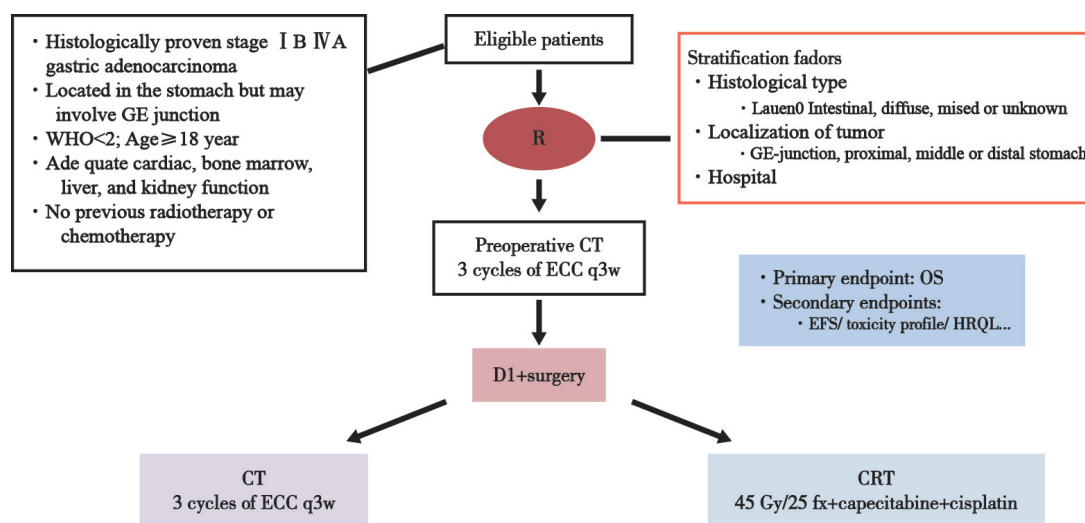 · Histologically proven stage ⅠB ⅣA
gastric adenocarcinoma
· Located in the stomach but may
involve GE junction
· WHO<2; Age≥18 year
· Ade quate cardiac, bone marrow,
liver, and kidney function
· No previous radiotherapy or
chemotherapy
Eligible patients
R
Stratification fadors
· Histological type
· Lauen0 Intestinal, diffuse, mised or unknown
· Localization of tumor
· GE-junction, proximal, middle or distal stomach
· Hospital
Preoperative CT
3 cycles of ECC q3w
· Primary endpoint: OS
· Secondary endpoints:
· EFS/ toxicity profile/ HRQL...
D1+surgery
CT
3 cycles of ECC q3w
CRT
45 Gy/25 fx+capecitabine+cisplatin